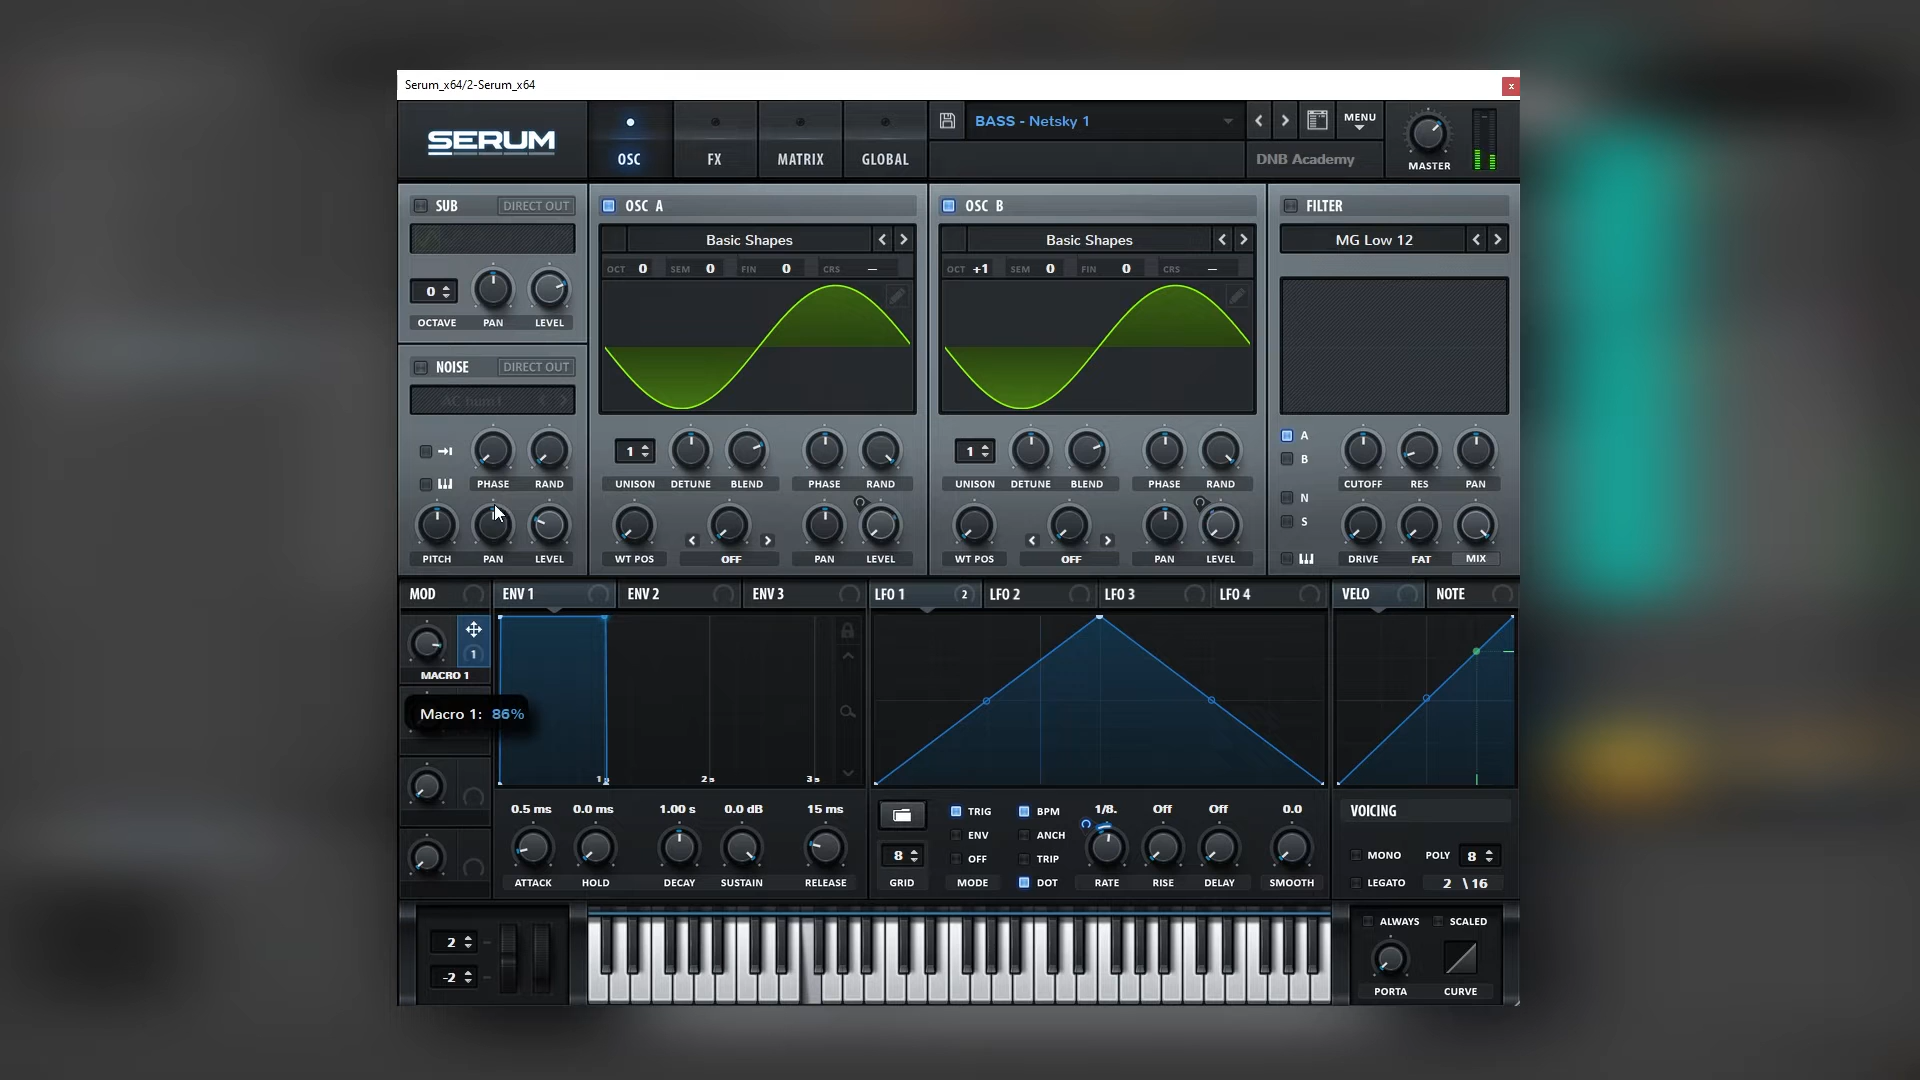 Serum_x64/2-Serum_x64
x
SERUM
OSC
FX
MATRIX
GLOBAL
BASS - Netsky 1
DNB Academy
MENU
MASTER
SUB
DIRECT OUT
0
OCTAVE PAN LEVEL
NOISE
DIRECT OUT
AC hum1
PHASE RAND
PITCH PAN LEVEL
OSC A
Basic Shapes
OCT 0 SEM 0 FIN 0 CRS –
1
UNISON DETUNE BLEND PHASE RAND
WT POS OFF PAN LEVEL
OSC B
Basic Shapes
OCT +1 SEM 0 FIN 0 CRS –
1
UNISON DETUNE BLEND PHASE RAND
WT POS OFF PAN LEVEL
FILTER
MG Low 12
A
B
N
S
CUTOFF RES PAN
DRIVE FAT MIX
MOD
ENV 1
ENV 2
ENV 3
LFO 1 2
LFO 2
LFO 3
LFO 4
VELO
NOTE
1
MACRO 1
Macro 1: 86%
2s 3s
0.5 ms 0.0 ms 1.00 s 0.0 dB 15 ms
ATTACK HOLD DECAY SUSTAIN RELEASE
8
GRID
TRIG
ENV
OFF
MODE
BPM
ANCH
TRIP
DOT
1/8. Off Off 0.0
RATE RISE DELAY SMOOTH
VOICING
MONO POLY 8
LEGATO 2 \ 16
2
-2
ALWAYS SCALED
PORTA CURVE